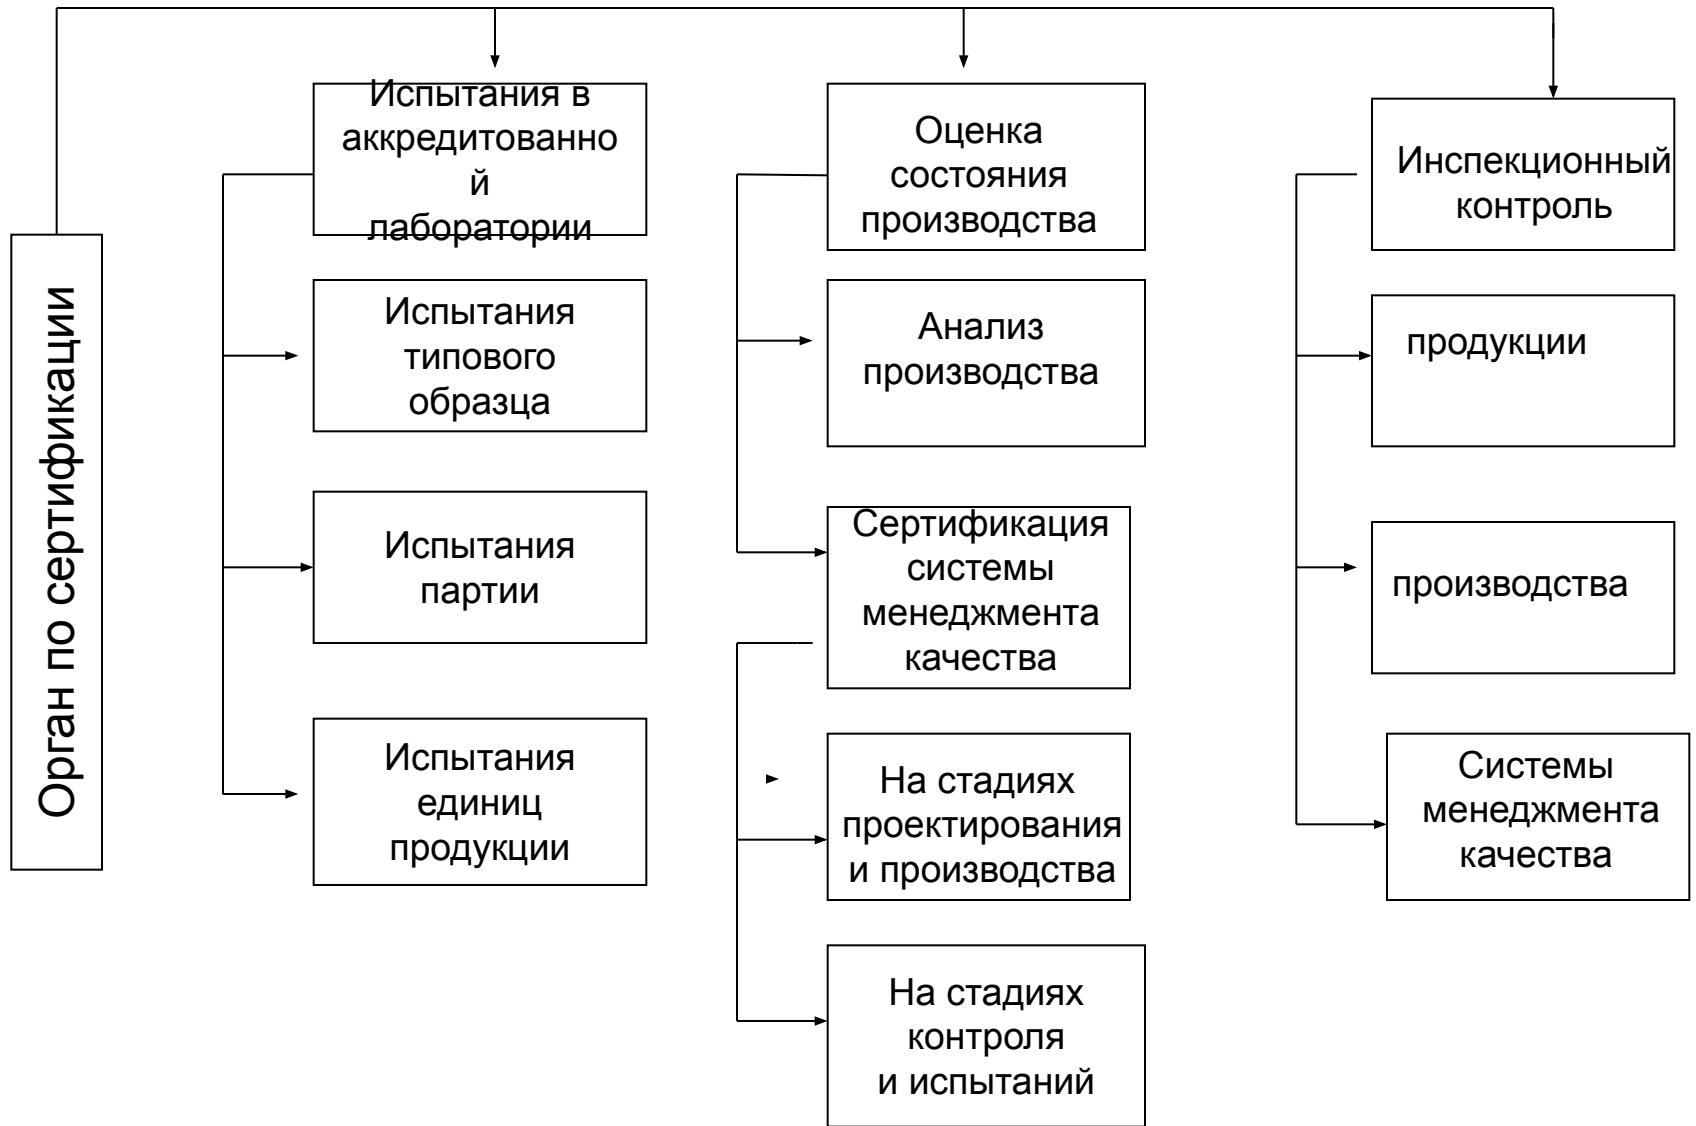 Орган по сертификации
Испытания в
аккредитованно
й
лаборатории
Испытания
типового
образца
Испытания
партии
Испытания
единиц
продукции
Оценка
состояния
производства
Анализ
производства
Сертификация
системы
менеджмента
качества
На стадиях
проектирования
и производства
На стадиях
контроля
и испытаний
Инспекционный
контроль
продукции
производства
Системы
менеджмента
качества